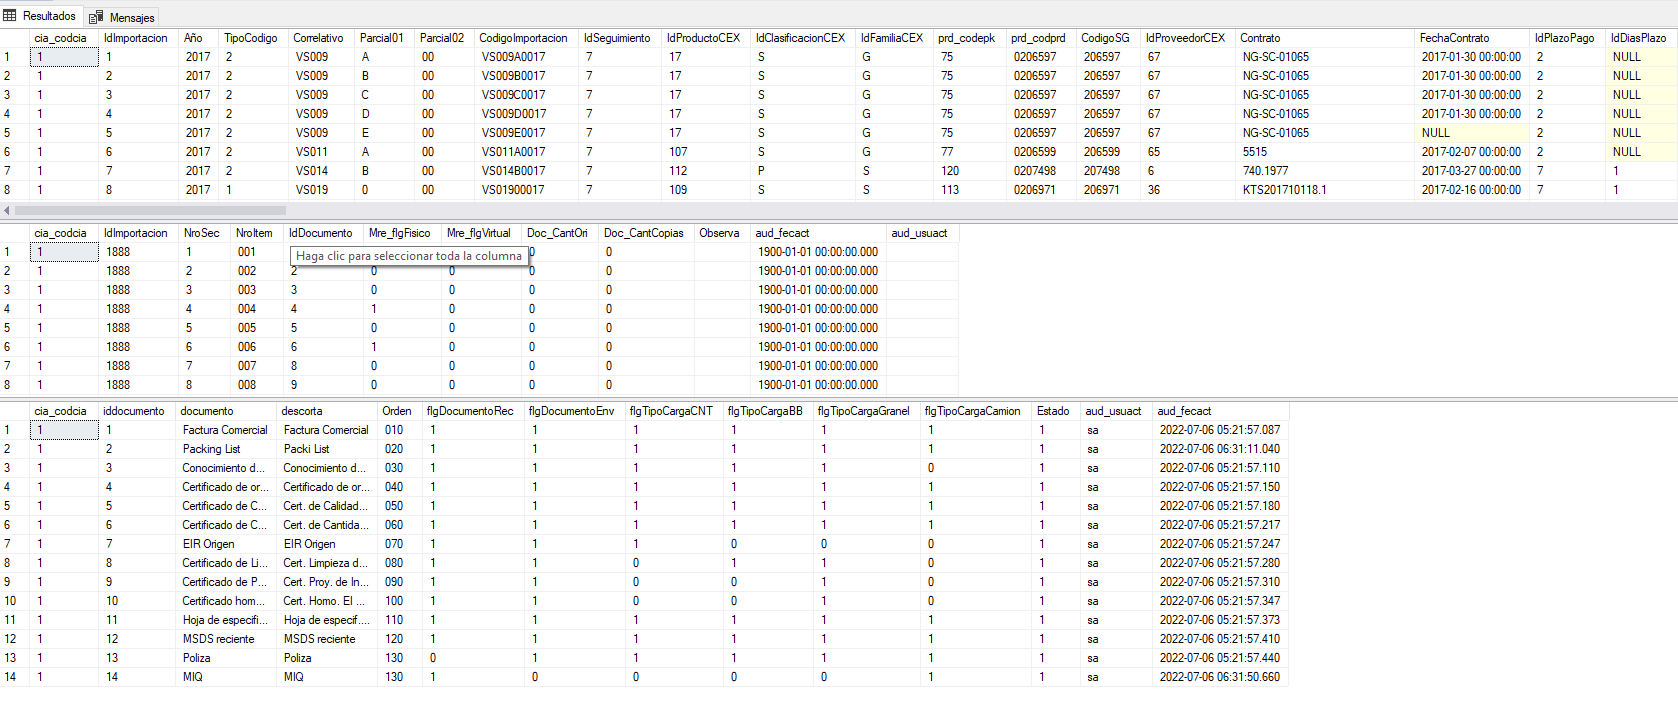 Resultados Mensajes
cia_codcia IdImportacion Año TipoCodigo Correlativo Parcial01 Parcial02 CodigoImportacion IdSeguimiento IdProductoCEX IdClasificacionCEX IdFamiliaCEX prd_codepk prd_codprd CodigoSG IdProveedorCEX Contrato FechaContrato IdPlazoPago IdDiasPlazo
1 1 1 2017 2 VS009 A 00 VS009A0017 7 17 S G 75 0206597 206597 67 NG-SC-01065 2017-01-30 00:00:00 2 NULL
2 1 2 2017 2 VS009 B 00 VS009B0017 7 17 S G 75 0206597 206597 67 NG-SC-01065 2017-01-30 00:00:00 2 NULL
3 1 3 2017 2 VS009 C 00 VS009C0017 7 17 S G 75 0206597 206597 67 NG-SC-01065 2017-01-30 00:00:00 2 NULL
4 1 4 2017 2 VS009 D 00 VS009D0017 7 17 S G 75 0206597 206597 67 NG-SC-01065 2017-01-30 00:00:00 2 NULL
5 1 5 2017 2 VS009 E 00 VS009E0017 7 17 S G 75 0206597 206597 67 NG-SC-01065 NULL 2 NULL
6 1 6 2017 2 VS011 A 00 VS011A0017 7 107 S G 77 0206599 206599 65 5515 2017-02-07 00:00:00 2 NULL
7 1 7 2017 2 VS014 B 00 VS014B0017 7 112 P S 120 0207498 207498 6 740.1977 2017-03-27 00:00:00 7 1
8 1 8 2017 1 VS019 0 00 VS01900017 7 109 S S 113 0206971 206971 36 KTS201710118.1 2017-02-16 00:00:00 7 1
cia_codcia IdImportacion NroSec NroItem IdDocumento Mre_flgFisico Mre_flgVirtual Doc_CantOri Doc_CantCopias Observa aud_fecact aud_usuact
1 1 1888 1 001 0 0 1900-01-01 00:00:00.000
Haga clic para seleccionar toda la columna
2 1 1888 2 002 2 0 0 0 0 1900-01-01 00:00:00.000
3 1 1888 3 003 3 0 0 0 0 1900-01-01 00:00:00.000
4 1 1888 4 004 4 1 0 0 0 1900-01-01 00:00:00.000
5 1 1888 5 005 5 0 0 0 0 1900-01-01 00:00:00.000
6 1 1888 6 006 6 1 0 0 0 1900-01-01 00:00:00.000
7 1 1888 7 007 8 0 0 0 0 1900-01-01 00:00:00.000
8 1 1888 8 008 9 0 0 0 0 1900-01-01 00:00:00.000
cia_codcia iddocumento documento descorta Orden flgDocumentoRec flgDocumentoEnv flgTipoCargaCNT flgTipoCargaBB flgTipoCargaGranel flgTipoCargaCamion Estado aud_usuact aud_fecact
1 1 1 Factura Comercial Factura Comercial 010 1 1 1 1 1 1 1 sa 2022-07-06 05:21:57.087
2 1 2 Packing List Packi List 020 1 1 1 1 1 1 1 sa 2022-07-06 06:31:11.040
3 1 3 Conocimiento d... Conocimiento d... 030 1 1 1 1 1 0 1 sa 2022-07-06 05:21:57.110
4 1 4 Certificado de or... Certificado de or... 040 1 1 1 1 1 1 1 sa 2022-07-06 05:21:57.150
5 1 5 Certificado de C... Cert. de Calidad... 050 1 1 1 1 1 1 1 sa 2022-07-06 05:21:57.180
6 1 6 Certificado de C... Cert. de Cantida... 060 1 1 1 1 1 1 1 sa 2022-07-06 05:21:57.217
7 1 7 EIR Origen EIR Origen 070 1 1 1 0 0 0 1 sa 2022-07-06 05:21:57.247
8 1 8 Certificado de Li... Cert. Limpieza d... 080 1 1 0 1 1 0 1 sa 2022-07-06 05:21:57.280
9 1 9 Certificado de P... Cert. Proy. de In... 090 1 1 0 0 1 0 1 sa 2022-07-06 05:21:57.310
10 1 10 Certificado hom... Cert. Homo. El ... 100 1 1 0 0 1 0 1 sa 2022-07-06 05:21:57.347
11 1 11 Hoja de especifi... Hoja de especif.... 110 1 1 1 1 1 1 1 sa 2022-07-06 05:21:57.373
12 1 12 MSDS reciente MSDS reciente 120 1 1 1 1 1 1 1 sa 2022-07-06 05:21:57.410
13 1 13 Poliza Poliza 130 0 1 1 1 1 1 1 sa 2022-07-06 05:21:57.440
14 1 14 MIQ MIQ 130 1 0 0 0 0 1 1 sa 2022-07-06 06:31:50.660